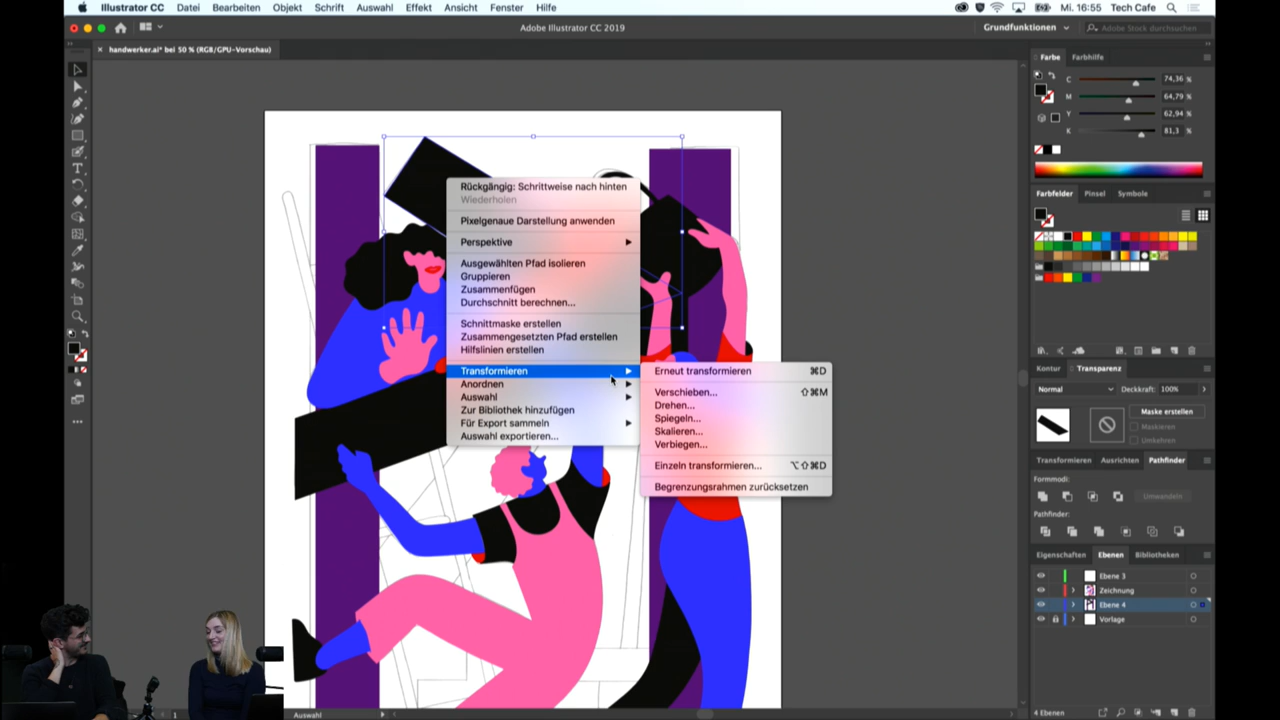 Illustrator CC Datei Bearbeiten Objekt Schrift Auswahl Effekt Ansicht Fenster Hilfe Mi. 16:55 Tech Cafe
Adobe Illustrator CC 2019 Grundfunktionen Adobe Stock durchsuchen
× handwerker.ai* bei 50 % (RGB/GPU-Vorschau)
Farbe Farbhilfe
C 74,36 %
M 64,79 %
Y 62,94 %
K 81,3 %
Farbfelder Pinsel Symbole
Rückgängig: Schrittweise nach hinten
Wiederholen
Pixelgenaue Darstellung anwenden
Perspektive
Ausgewählten Pfad isolieren
Gruppieren
Zusammenfügen
Durchschnitt berechnen...
Schnittmaske erstellen
Zusammengesetzten Pfad erstellen
Hilfslinien erstellen
Transformieren
Anordnen
Auswahl
Zur Bibliothek hinzufügen
Für Export sammeln
Auswahl exportieren...
Erneut transformieren ⌘D
Verschieben... ⇧⌘M
Drehen...
Spiegeln...
Skalieren...
Verbiegen...
Einzeln transformieren... ⌥⇧⌘D
Begrenzungsrahmen zurücksetzen
Kontur Transparenz
Normal Deckkraft: 100%
Maske erstellen
Maskieren
Umkehren
Transformieren Ausrichten Pathfinder
Formmodi:
Umwandeln
Pathfinder:
Eigenschaften Ebenen Bibliotheken
Ebene 3
Zeichnung
Ebene 4
Vorlage
4 Ebenen
1 Auswahl